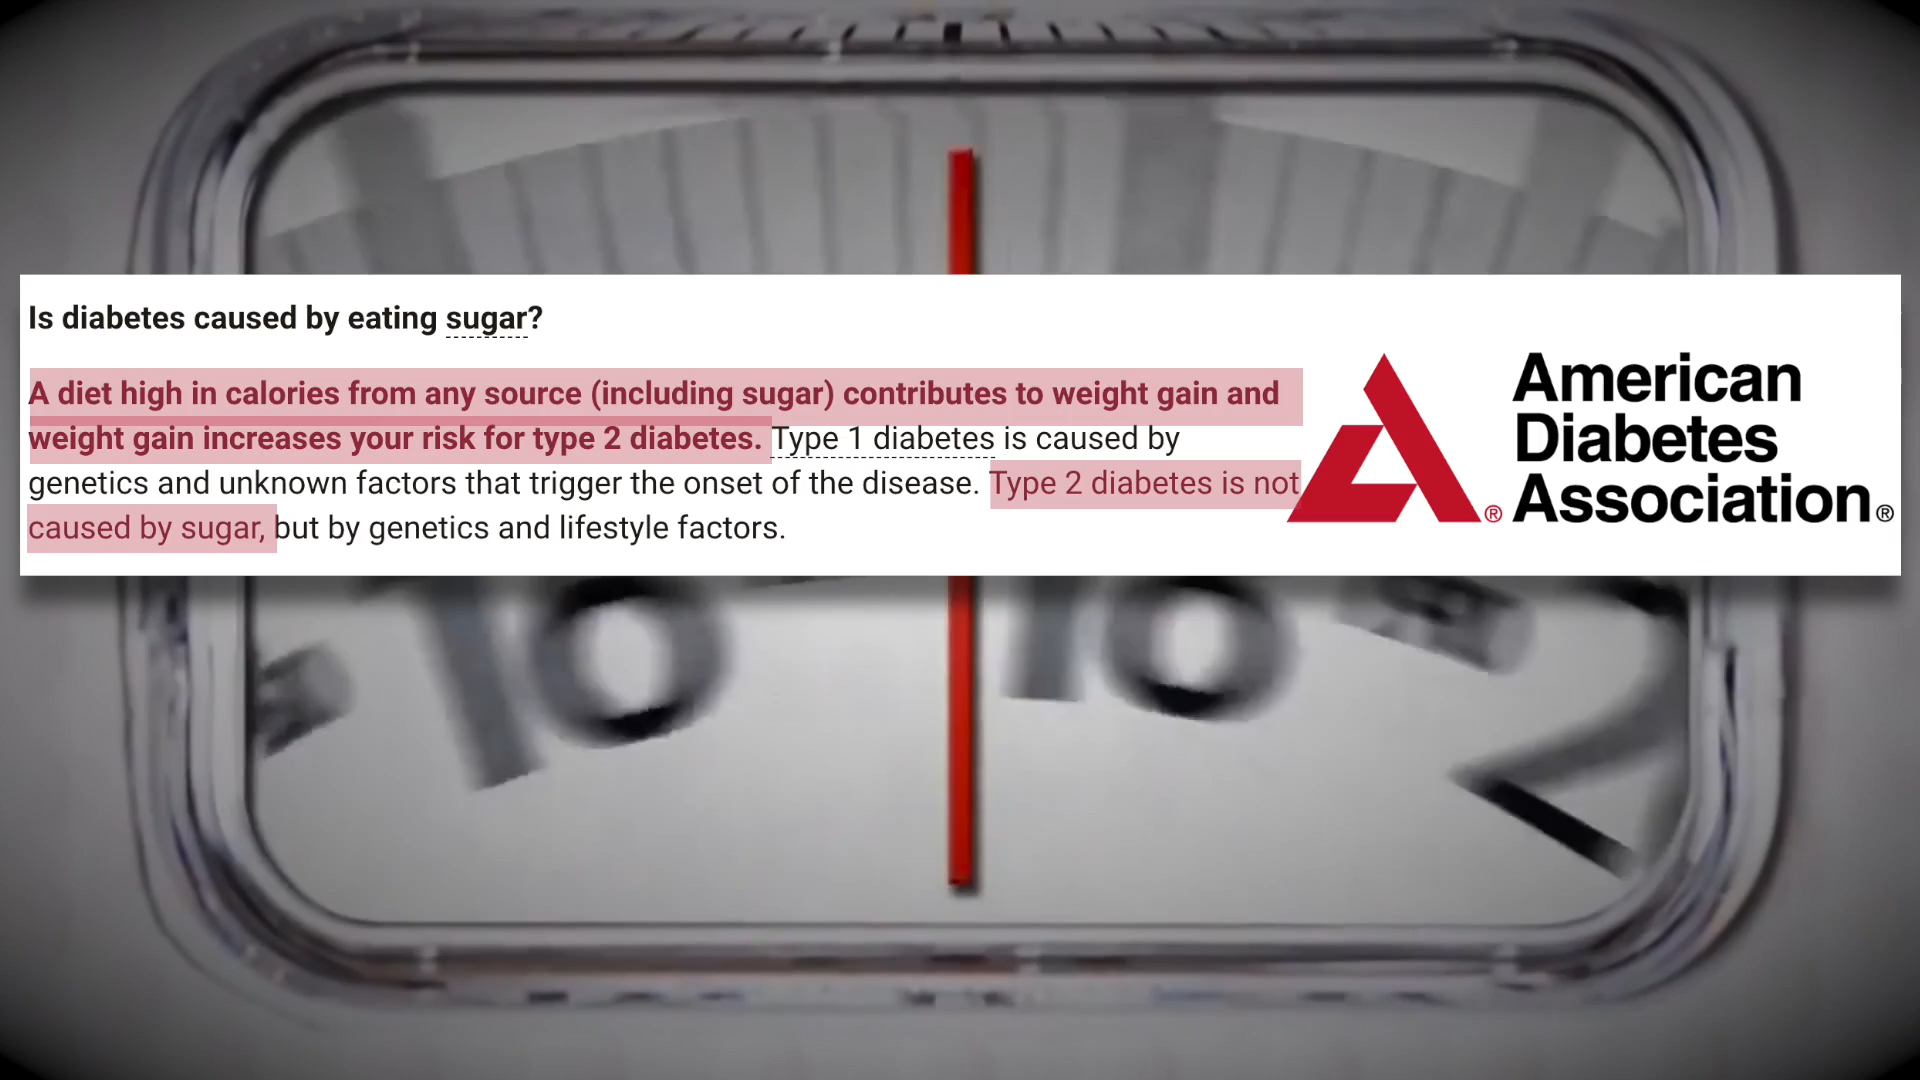 Is diabetes caused by eating sugar?
A diet high in calories from any source (including sugar) contributes to weight gain and
weight gain increases your risk for type 2 diabetes. Type 1 diabetes is caused by
genetics and unknown factors that trigger the onset of the disease. Type 2 diabetes is not
caused by sugar, but by genetics and lifestyle factors.
®
American
Diabetes
Association®